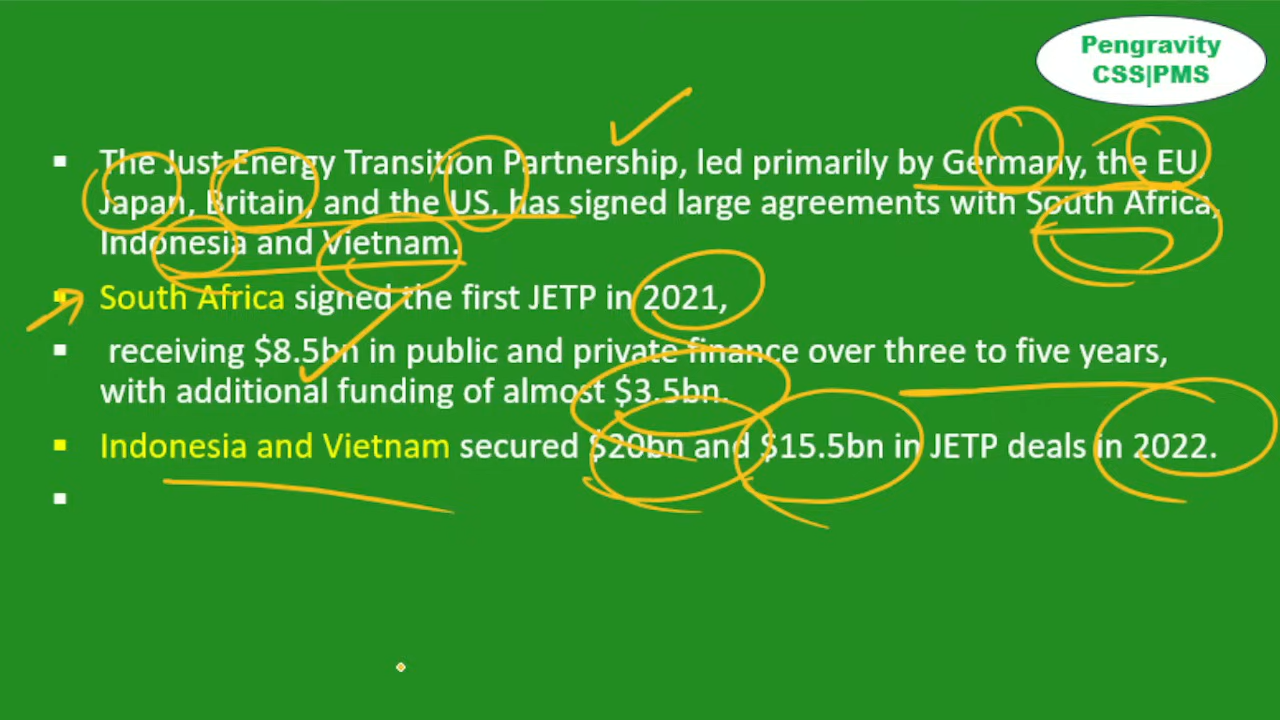 Pengravity
CSS|PMS
The Just Energy Transition Partnership, led primarily by Germany, the EU,
Japan, Britain, and the US, has signed large agreements with South Africa,
Indonesia and Vietnam.
South Africa signed the first JETP in 2021,
receiving $8.5bn in public and private finance over three to five years,
with additional funding of almost $3.5bn.
Indonesia and Vietnam secured $20bn and $15.5bn in JETP deals in 2022.